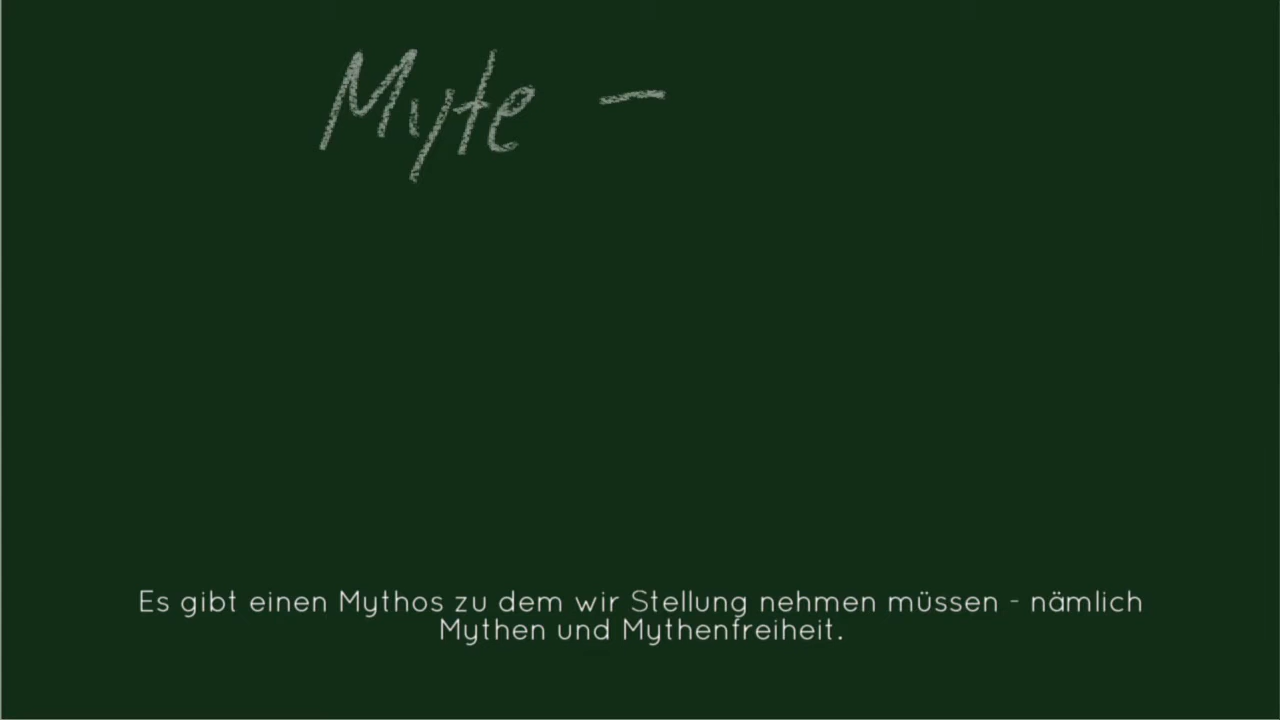 Myte -
Es gibt einen Mythos zu dem wir Stellung nehmen müssen - nämlich
Mythen und Mythenfreiheit.